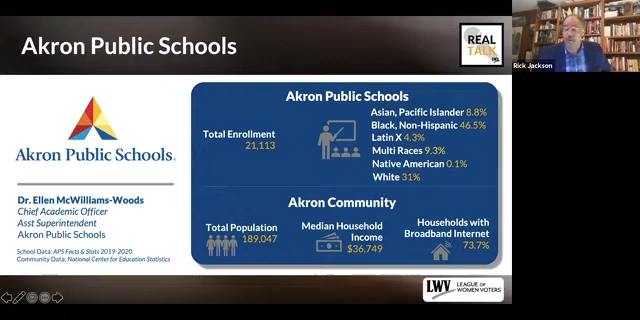 Akron Public Schools
REAL
TALK
Rick Jackson
Akron Public Schools
Total Enrollment
21,113
Asian, Pacific Islander 8.8%
Black, Non-Hispanic 46.5%
Latin X 4.3%
Multi Races 9.3%
Native American 0.1%
White 31%
Akron Public Schools.
Dr. Ellen McWilliams-Woods
Chief Academic Officer
Asst Superintendent
Akron Public Schools
School Data: APS Facts & Stats 2019-2020
Community Data: National Center for Education Statistics
Akron Community
Total Population
189,047
Median Household
Income
$36,749
Households with
Broadband Internet
73.7%
LWV
LEAGUE OF
WOMEN VOTERS